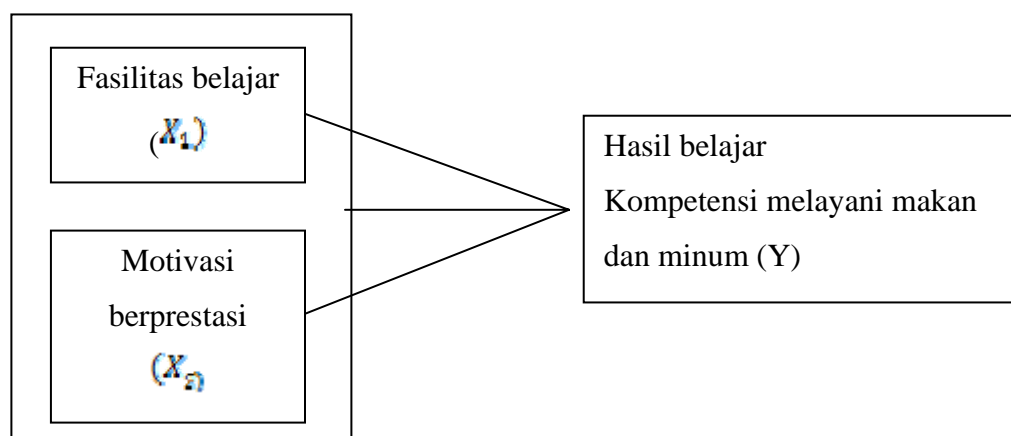 Fasilitas belajar
(X₁)
Motivasi
berprestasi
(X₂)
Hasil belajar
Kompetensi melayani makan
dan minum (Y)